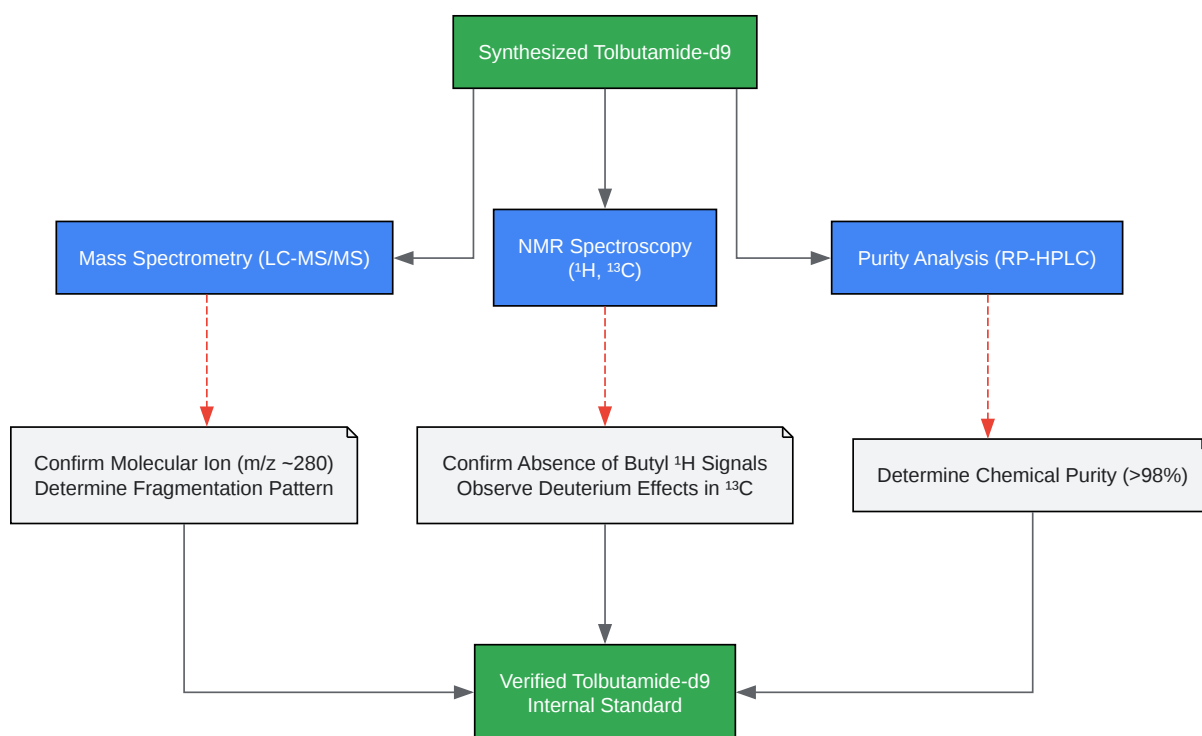 Synthesized Tolbutamide-d9
Mass Spectrometry (LC-MS/MS)
NMR Spectroscopy
(¹H, ¹³C)
Purity Analysis (RP-HPLC)
Confirm Molecular Ion (m/z ~280)
Determine Fragmentation Pattern
Confirm Absence of Butyl ¹H Signals
Observe Deuterium Effects in ¹³C
Determine Chemical Purity (>98%)
Verified Tolbutamide-d9
Internal Standard